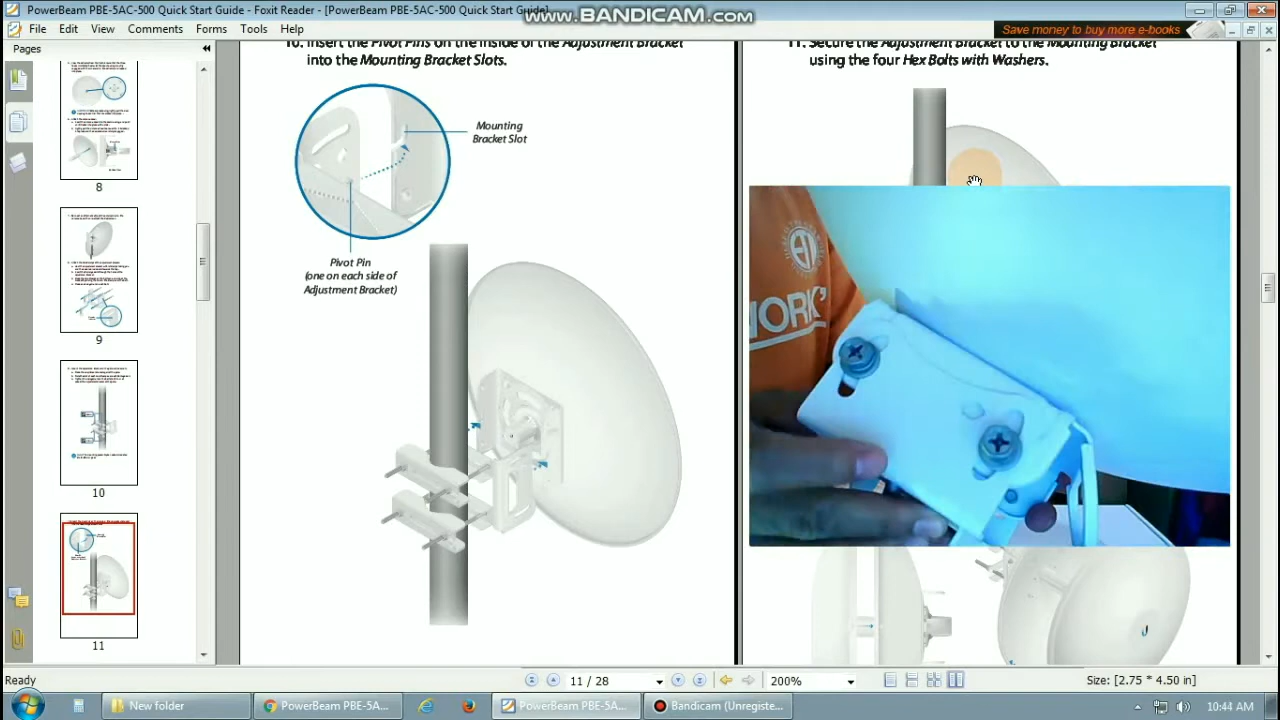 PowerBeam PBE-5AC-500 Quick Start Guide - Foxit Reader - [PowerBeam PBE-5AC-500 Quick Start Guide]
www.BANDICAM.com
File Edit View Comments Forms Tools Help
Save money to buy more e-books
Pages
10. Insert the Pivot Pins on the inside of the Adjustment Bracket
into the Mounting Bracket Slots.
11. Secure the Adjustment Bracket to the Mounting Bracket
using the four Hex Bolts with Washers.
Mounting
Bracket Slot
Pivot Pin
(one on each side of
Adjustment Bracket)
WORK'
8
9
10
11
Ready
11 / 28
200%
Size: [2.75 * 4.50 in]
New folder
PowerBeam PBE-5A...
PowerBeam PBE-5A...
Bandicam (Unregiste...
10:44 AM